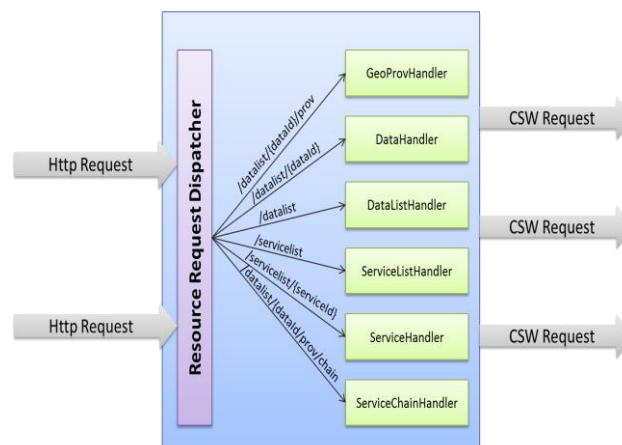 Http Request
Http Request
Resource Request Dispatcher
/datalist/{dataId}/prov
/datalist/{dataId}
/datalist
/servicelist
/servicelist/{serviceId}
/datalist/{dataId/prov/chain
GeoProvHandler
DataHandler
DataListHandler
ServiceListHandler
ServiceHandler
ServiceChainHandler
CSW Request
CSW Request
CSW Request